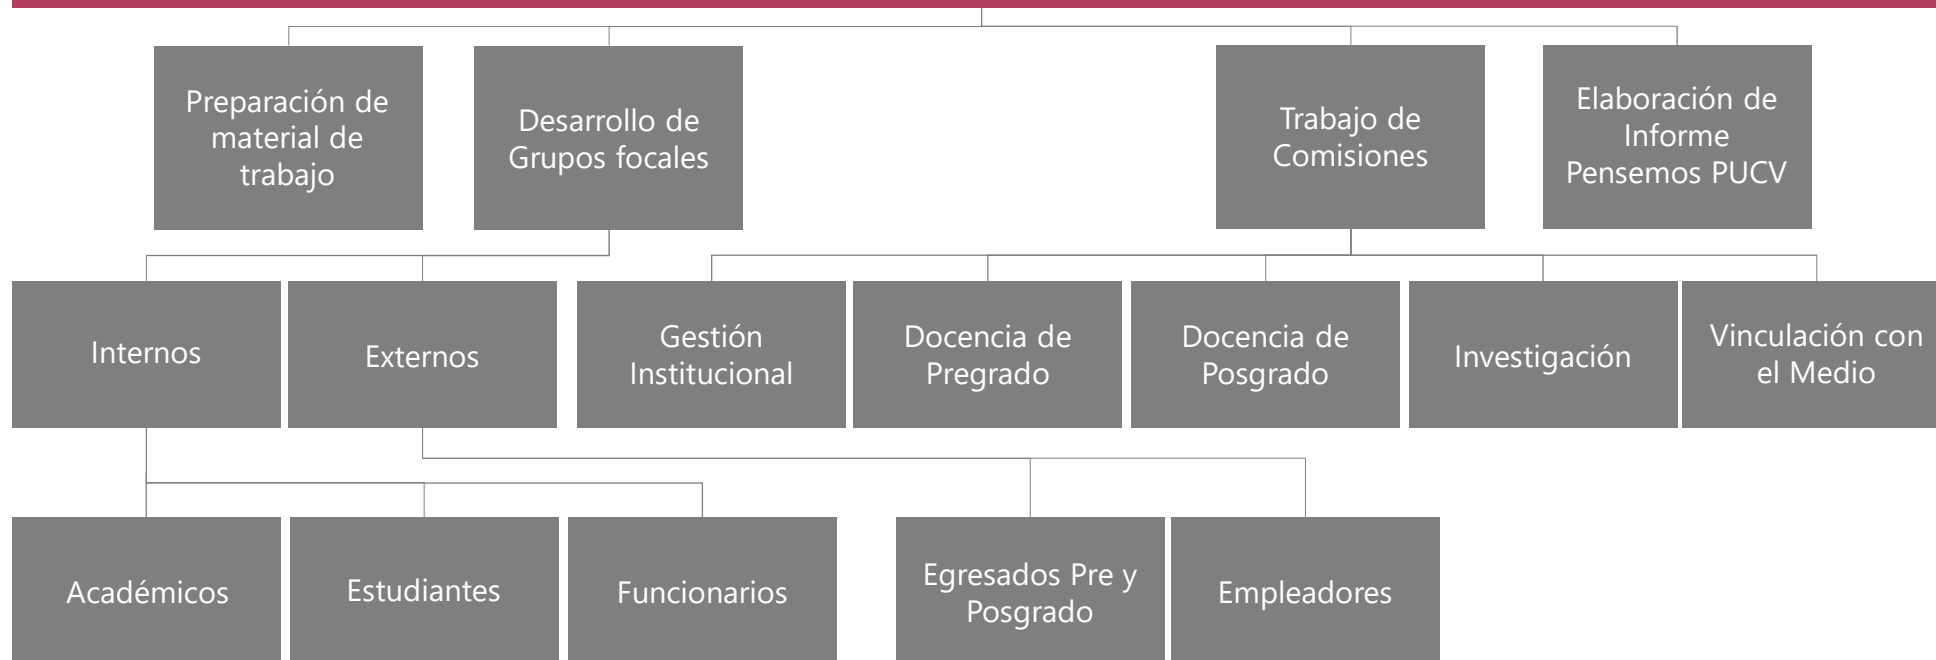 Preparación de
material de
trabajo
Desarrollo de
Grupos focales
Trabajo de
Comisiones
Elaboración de
Informe
Pensemos PUCV
Internos
Externos
Gestión
Institucional
Docencia de
Pregrado
Docencia de
Posgrado
Investigación
Vinculación con
el Medio
Académicos
Estudiantes
Funcionarios
Egresados Pre y
Posgrado
Empleadores